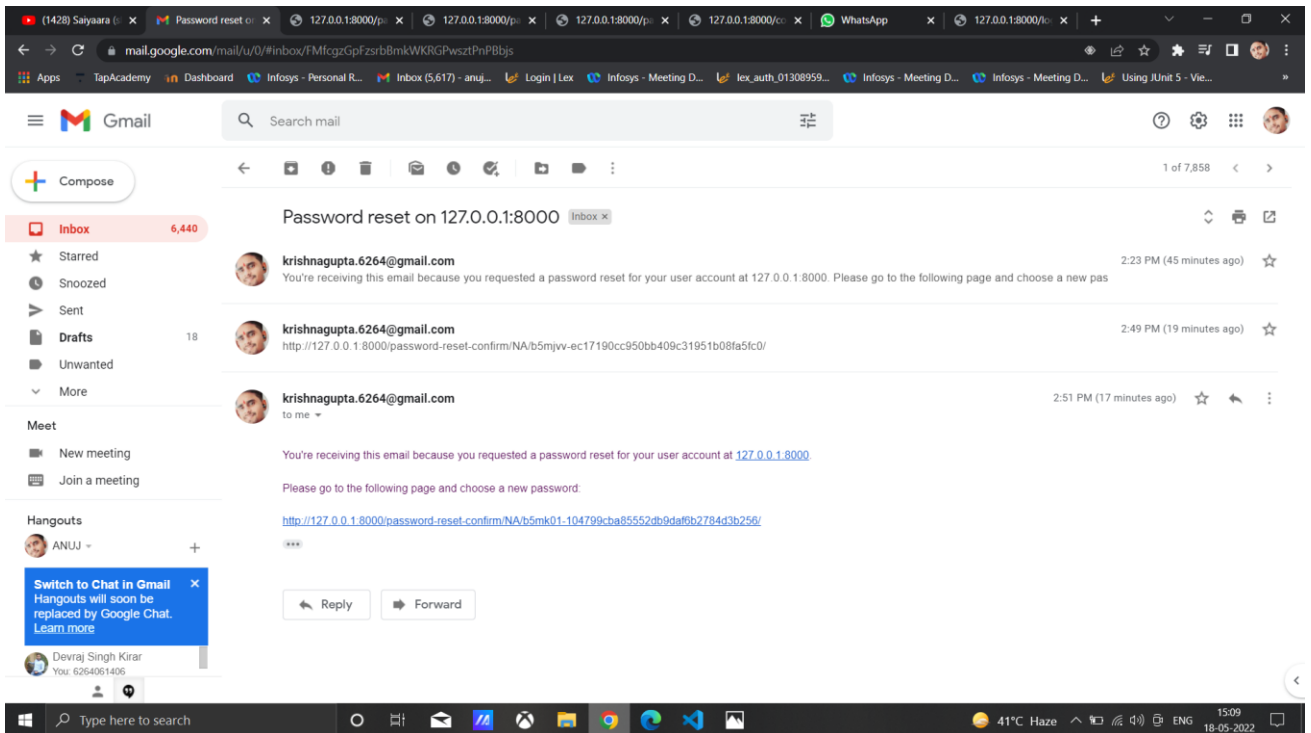 (1428) Saiyaara (
Password reset on
127.0.0.1:8000/pa
127.0.0.1:8000/pa
127.0.0.1:8000/pa
127.0.0.1:8000/co
WhatsApp
127.0.0.1:8000/lo
mail.google.com/mail/u/0/#inbox/FMfcgzGpFzsrbBmkWKRGPwsztPnPBbjs
Apps TapAcademy Dashboard Infosys - Personal R... Inbox (5,617) - anuj... Login | Lex Infosys - Meeting D... lex_auth_01308959... Infosys - Meeting D... Infosys - Meeting D... Using JUnit 5 - Vie... »
Gmail
Search mail
Compose
1 of 7,858
Inbox 6,440
Starred
Snoozed
Sent
Drafts 18
Unwanted
More
Meet
New meeting
Join a meeting
Hangouts
ANUJ
Switch to Chat in Gmail
Hangouts will soon be
replaced by Google Chat.
Learn more
Devraj Singh Kirar
You: 6264061406
Password reset on 127.0.0.1:8000 Inbox ×
krishnagupta.6264@gmail.com 2:23 PM (45 minutes ago)
You're receiving this email because you requested a password reset for your user account at 127.0.0.1:8000. Please go to the following page and choose a new pas
krishnagupta.6264@gmail.com 2:49 PM (19 minutes ago)
http://127.0.0.1:8000/password-reset-confirm/NA/b5mjvv-ec17190cc950bb409c31951b08fa5fc0/
krishnagupta.6264@gmail.com 2:51 PM (17 minutes ago)
to me
You're receiving this email because you requested a password reset for your user account at 127.0.0.1:8000.
Please go to the following page and choose a new password:
http://127.0.0.1:8000/password-reset-confirm/NA/b5mk01-104799cba85552db9daf6b2784d3b256/
Reply Forward
Type here to search
41°C Haze ENG 15:09
18-05-2022